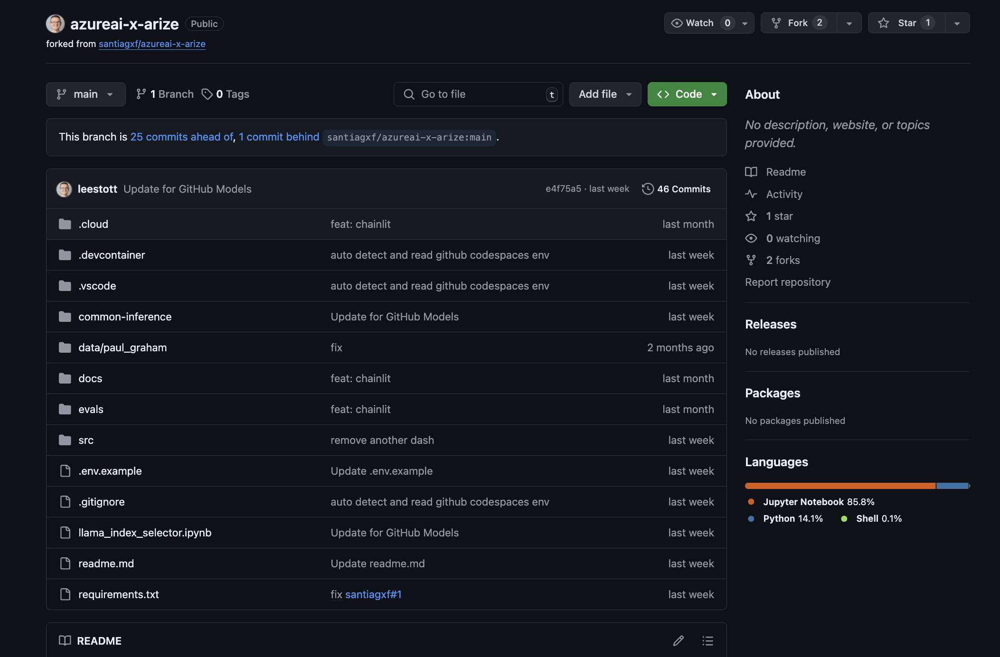 azureai-x-arize Public
Watch 0 Fork 2 Star 1
forked from santiagxf/azureai-x-arize
main 1 Branch 0 Tags Go to file t Add file Code
This branch is 25 commits ahead of, 1 commit behind santiagxf/azureai-x-arize:main .
leestott Update for GitHub Models e4f75a5 · last week 46 Commits
.cloud feat: chainlit last month
.devcontainer auto detect and read github codespaces env last week
.vscode auto detect and read github codespaces env last week
common-inference Update for GitHub Models last week
data/paul_graham fix 2 months ago
docs feat: chainlit last month
evals feat: chainlit last month
src remove another dash last week
.env.example Update .env.example last week
.gitignore auto detect and read github codespaces env last week
llama_index_selector.ipynb Update for GitHub Models last week
readme.md Update readme.md last week
requirements.txt fix santiagxf#1 last week
README
About
No description, website, or topics
provided.
Readme
Activity
1 star
0 watching
2 forks
Report repository
Releases
No releases published
Packages
No packages published
Languages
Jupyter Notebook 85.8%
Python 14.1% Shell 0.1%